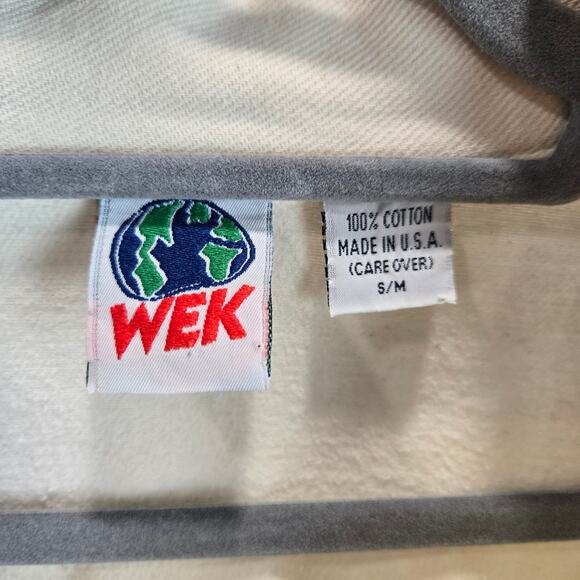 WEK
100% COTTON
MADE IN U.S.A.
(CARE OVER)
S/M